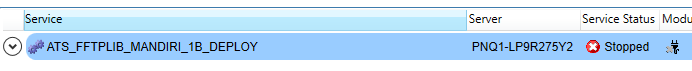 Service Server Service Status Modu
ATS_FFTPLIB_MANDIRI_1B_DEPLOY PNQ1-LP9R275Y2 Stopped